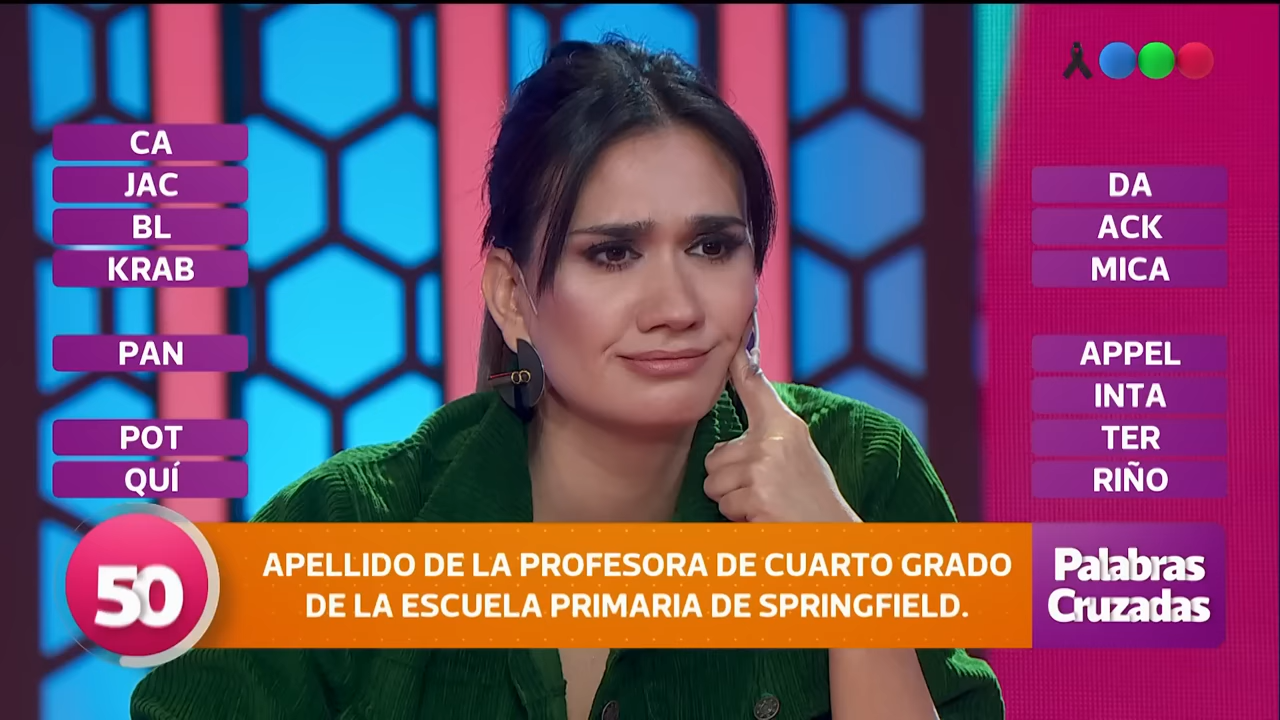 CA
JAC
BL
KRAB
PAN
POT
QUÍ
DA
ACK
MICA
APPEL
INTA
TER
RIÑO
50
APELLIDO DE LA PROFESORA DE CUARTO GRADO
DE LA ESCUELA PRIMARIA DE SPRINGFIELD.
Palabras
Cruzadas